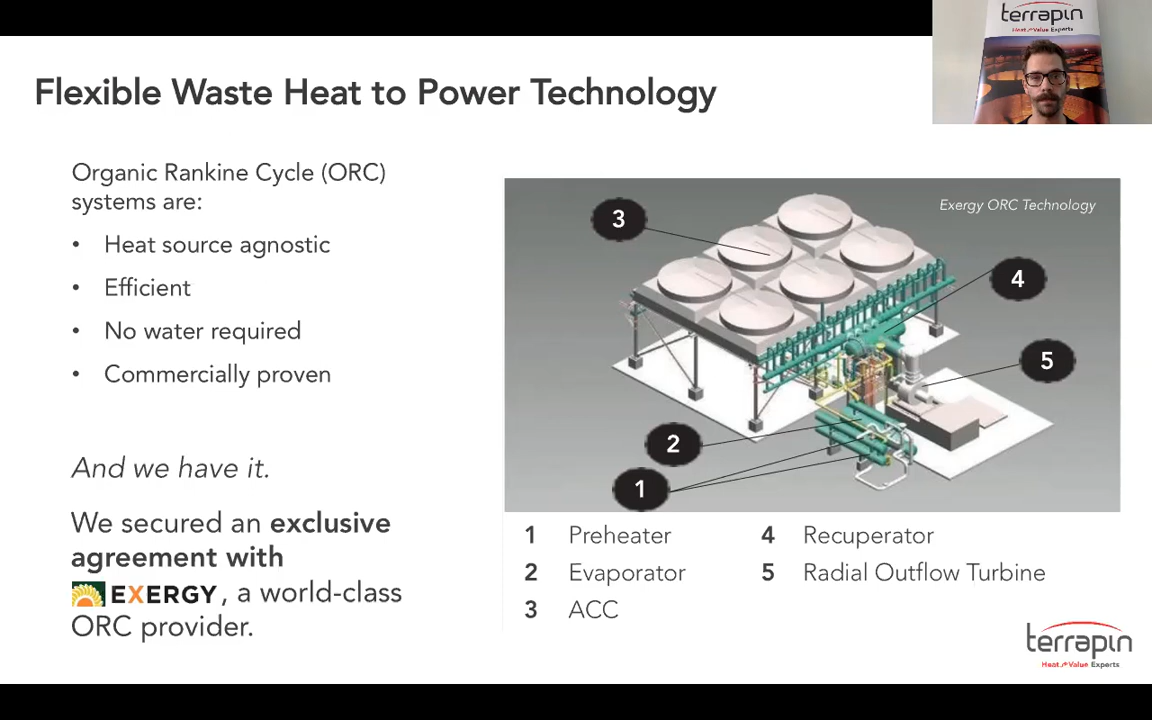 terrapin
Heat to Value Experts
Flexible Waste Heat to Power Technology
Organic Rankine Cycle (ORC)
systems are:
• Heat source agnostic
• Efficient
• No water required
• Commercially proven
And we have it.
We secured an exclusive
agreement with
EXERGY, a world-class
ORC provider.
Exergy ORC Technology
3
4
5
2
1
1 Preheater
2 Evaporator
3 ACC
4 Recuperator
5 Radial Outflow Turbine
terrapin
Heat to Value Experts